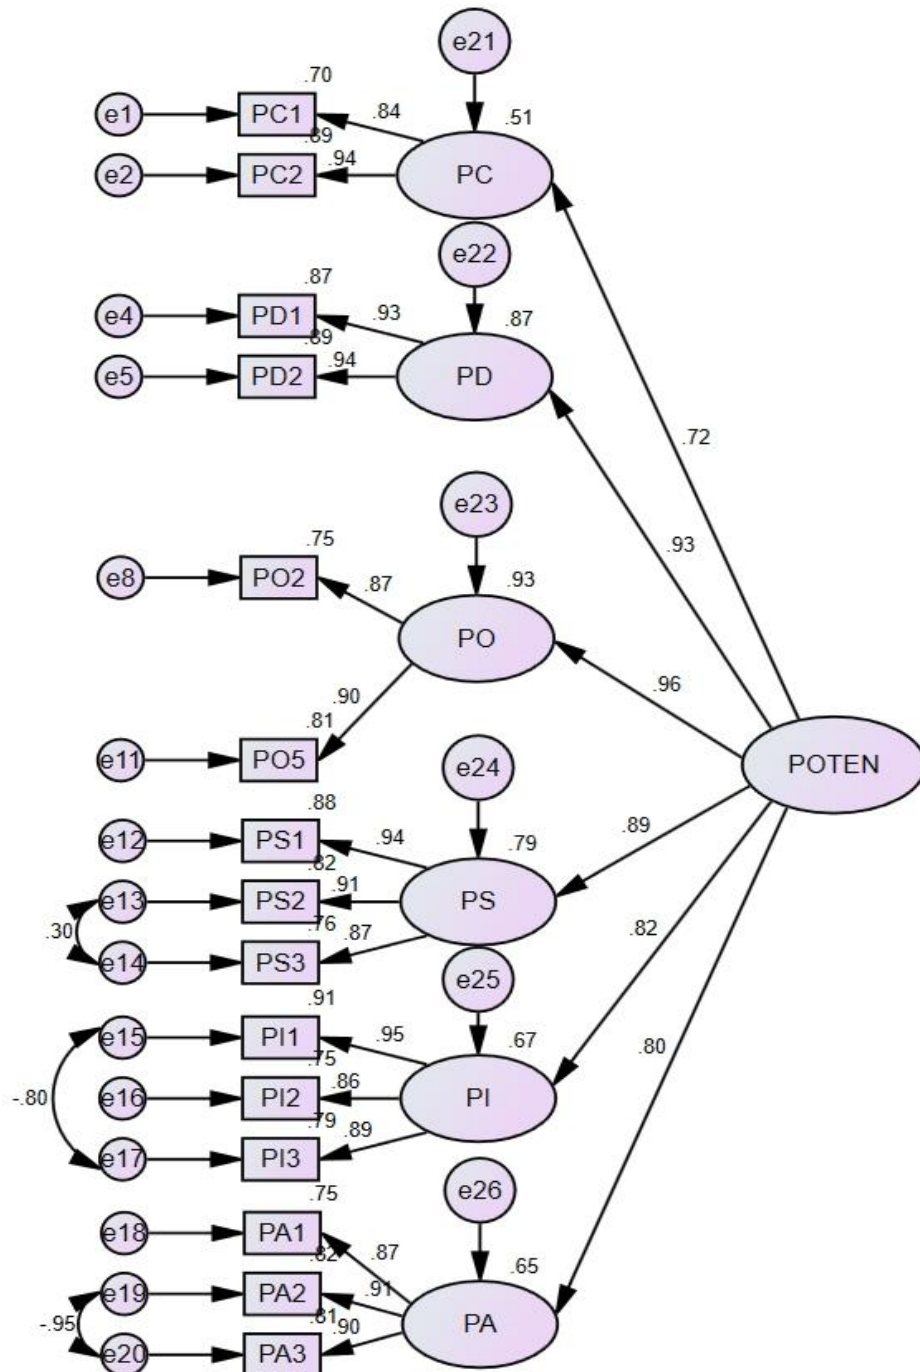 e21
.70
e1 PC1 .84 .51
.89
e2 PC2 .94 PC
e22
.87
e4 PD1 .93 .87
.89
e5 PD2 .94 PD
.72
e23
.93
.75
e8 PO2 .87 .93
PO
.96
.90
.81
e11 PO5 e24
POTEN
.88
e12 PS1 .94 .79 .89
.82
e13 PS2 .91 PS
.30 .76 .87 .82
e14 PS3
e25
.91
e15 PI1 .95 .67
.75 .80
-.80 e16 PI2 .86 PI
.79 .89
e17 PI3
.75 e26
e18 PA1 .87 .65
.82
e19 PA2 .91
-.95 .81 .90 PA
e20 PA3